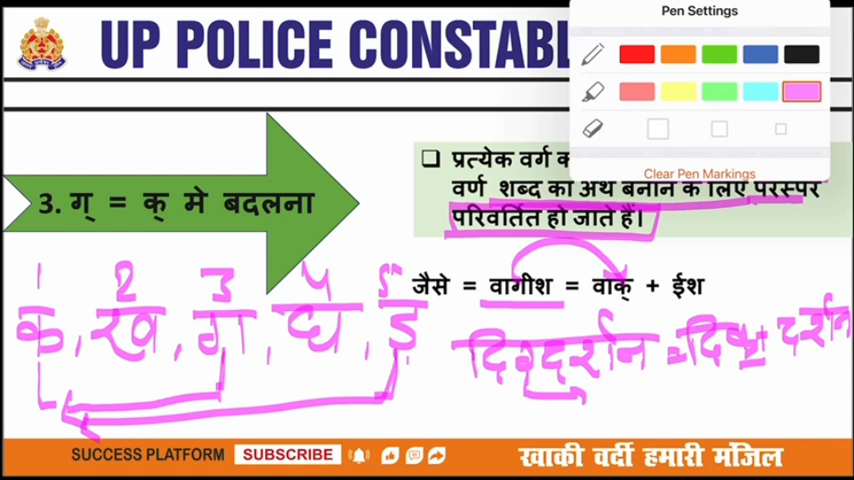 UP POLICE CONSTABL
Pen Settings
Clear Pen Markings
3. ग् = क् मे बदलना
प्रत्येक वर्ग क
वर्ण शब्द का अर्थ बनाने के लिए परस्पर
परिवर्तित हो जाते हैं।
जैसे = वागीश = वाक् + ईश
1 2 3 4 5
क, ख, ग, घ, ङ
दिग्दर्शन = दिक् + दर्शन
SUCCESS PLATFORM SUBSCRIBE खाकी वर्दी हमारी मंजिल